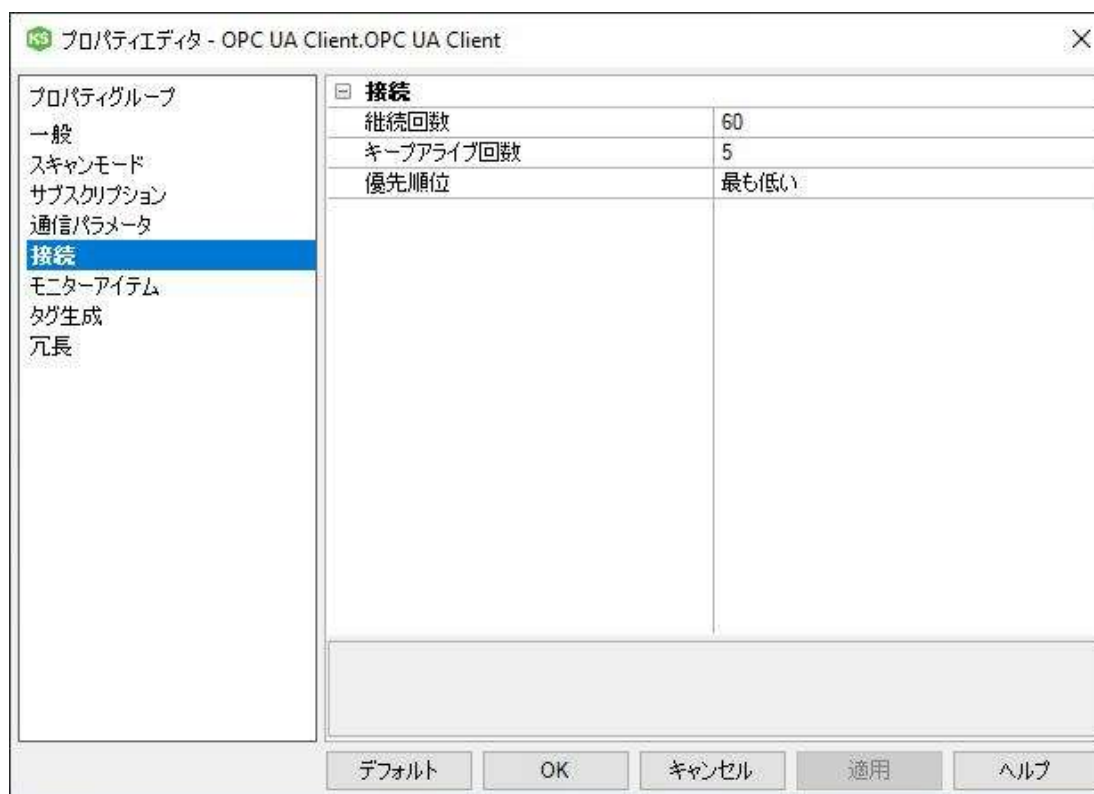 KS プロパティエディタ - OPC UA Client.OPC UA Client
プロパティグループ
一般
スキャンモード
サブスクリプション
通信パラメータ
接続
モニターアイテム
タグ生成
冗長
接続
継続回数 60
キープアライブ回数 5
優先順位 最も低い
デフォルト OK キャンセル 適用 ヘルプ